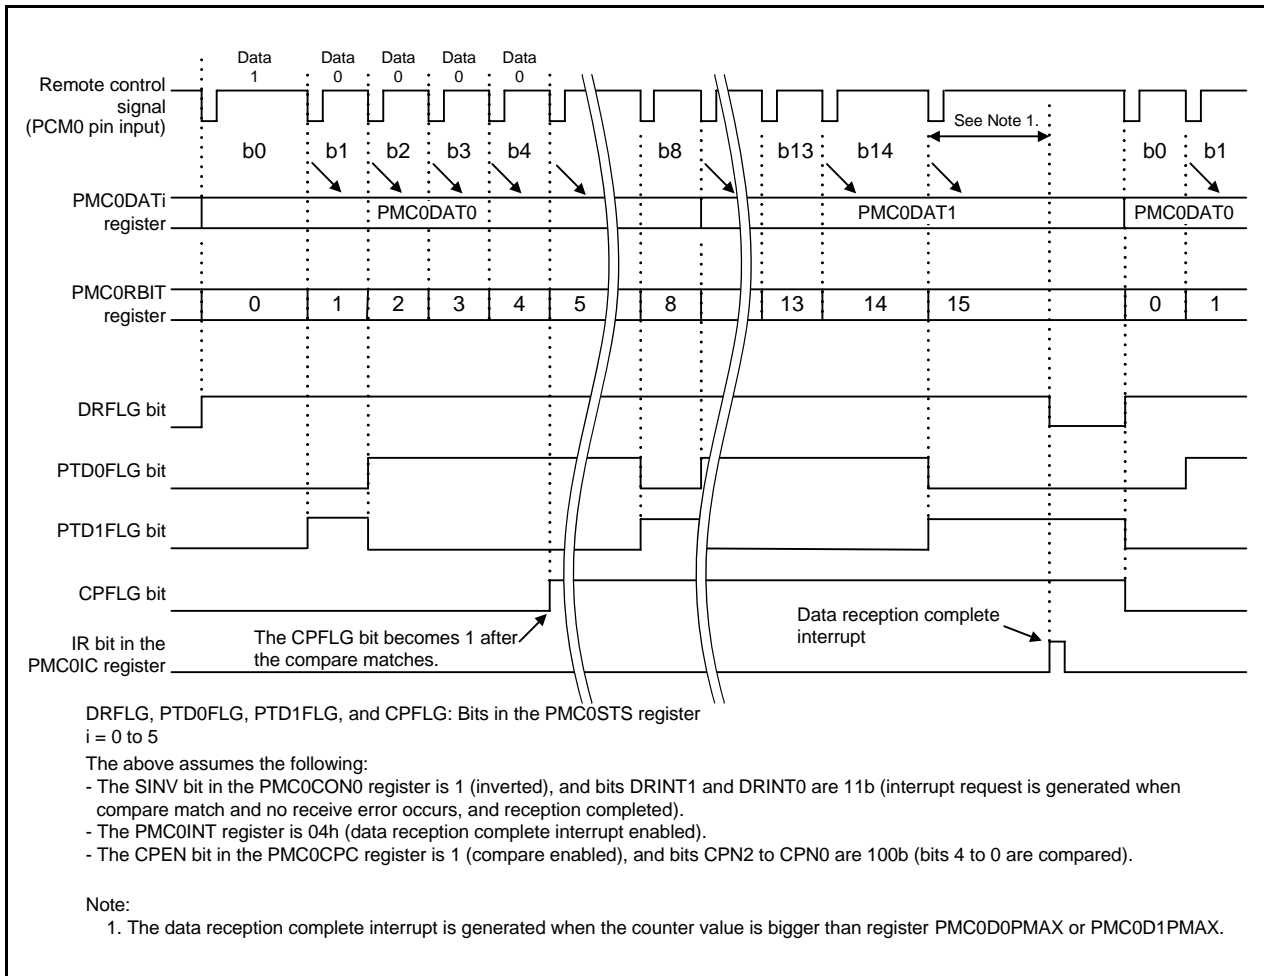 Data Data Data Data Data
1 0 0 0 0
Remote control
signal
(PCM0 pin input)
See Note 1.
b0 b1 b2 b3 b4 b8 b13 b14 b0 b1
PMC0DATi
register
PMC0DAT0 PMC0DAT1 PMC0DAT0
PMC0RBIT
register
0 1 2 3 4 5 8 13 14 15 0 1
DRFLG bit
PTD0FLG bit
PTD1FLG bit
CPFLG bit
The CPFLG bit becomes 1 after
the compare matches.
Data reception complete
interrupt
IR bit in the
PMC0IC register
DRFLG, PTD0FLG, PTD1FLG, and CPFLG: Bits in the PMC0STS register
i = 0 to 5
The above assumes the following:
- The SINV bit in the PMC0CON0 register is 1 (inverted), and bits DRINT1 and DRINT0 are 11b (interrupt request is generated when
compare match and no receive error occurs, and reception completed).
- The PMC0INT register is 04h (data reception complete interrupt enabled).
- The CPEN bit in the PMC0CPC register is 1 (compare enabled), and bits CPN2 to CPN0 are 100b (bits 4 to 0 are compared).
Note:
1. The data reception complete interrupt is generated when the counter value is bigger than register PMC0D0PMAX or PMC0D1PMAX.